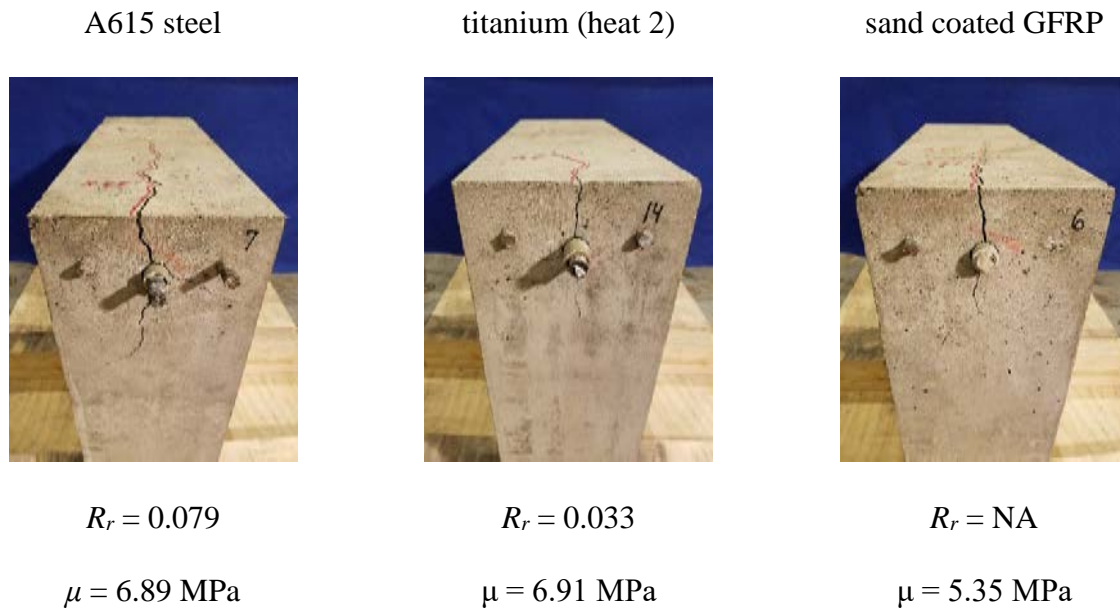 A615 steel
titanium (heat 2)
sand coated GFRP
7
14
6
R_r = 0.079
R_r = 0.033
R_r = NA
μ = 6.89 MPa
μ = 6.91 MPa
μ = 5.35 MPa